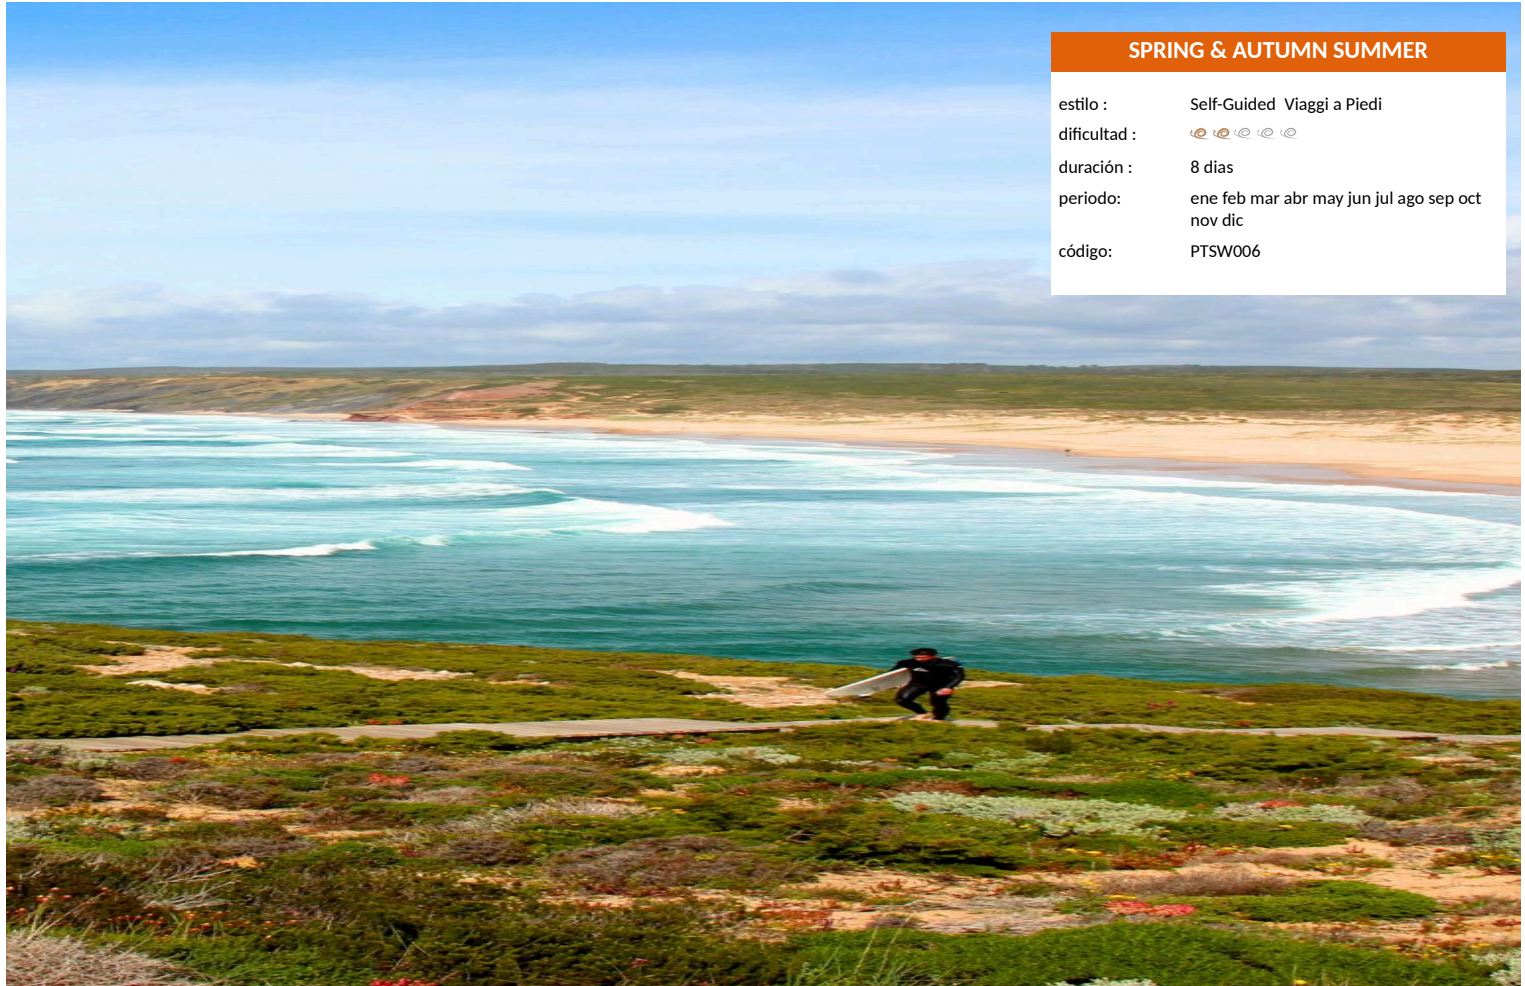 SPRING & AUTUMN SUMMER
estilo : Self-Guided  Viaggi a Piedi
dificultad :
duración : 8 dias
periodo: ene feb mar abr may jun jul ago sep oct
nov dic
código: PTSW006